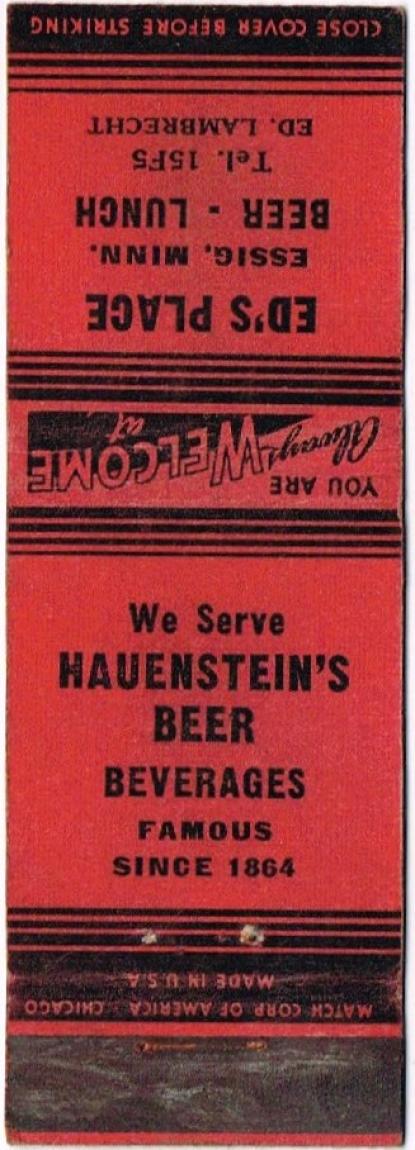 CLOSE COVER BEFORE STRIKING
ED'S PLACE
ESSIG, MINN.
BEER - LUNCH
Tel. 15F5
ED. LAMBRECHT
YOU ARE
Always WELCOME
at
We Serve
HAUENSTEIN'S
BEER
BEVERAGES
FAMOUS
SINCE 1864
MATCH CORP. OF AMERICA, CHICAGO
MADE IN U.S.A.